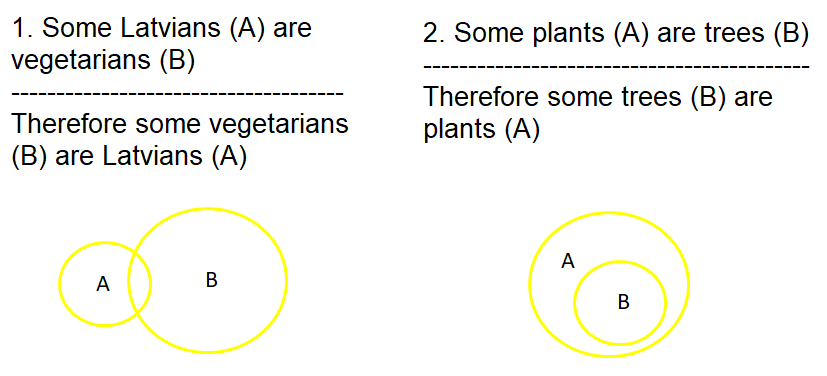 1. Some Latvians (A) are
vegetarians (B)
-------------------------------------
Therefore some vegetarians
(B) are Latvians (A)
A
B
2. Some plants (A) are trees (B)
-------------------------------------------
Therefore some trees (B) are
plants (A)
A
B